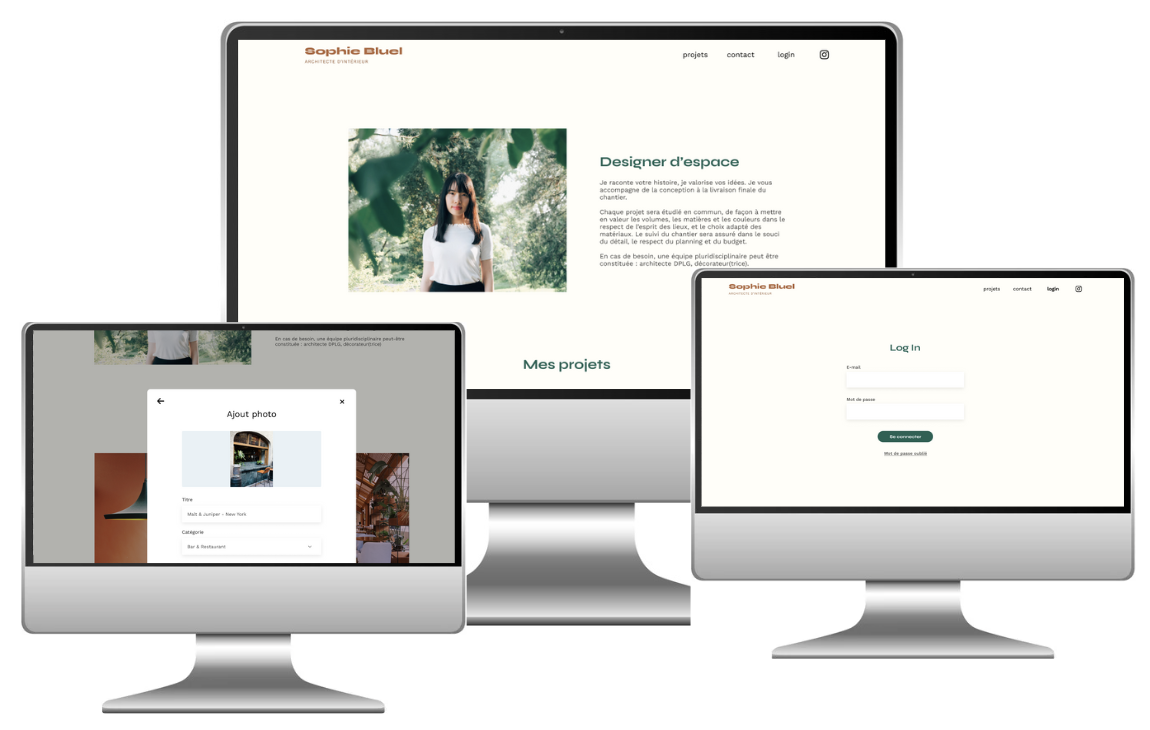 Sophie Bluel
ARCHITECTE D'INTÉRIEUR
projets contact login
Designer d'espace
Je raconte votre histoire, je valorise vos idées. Je vous
accompagne de la conception à la livraison finale du
chantier.
Chaque projet sera étudié en commun, de façon à mettre
en valeur les volumes, les matières et les couleurs dans le
respect de l'esprit des lieux, et le choix adapté des
matériaux. Le suivi du chantier sera assuré dans le souci
du détail, le respect du planning et du budget.
En cas de besoin, une équipe pluridisciplinaire peut être
constituée : architecte DPLG, décorateur(trice).
Mes projets
En cas de besoin, une équipe pluridisciplinaire peut-être
constituée : architecte DPLG, décorateur(trice)
Ajout photo
Titre
Malt & Juniper - New York
Catégorie
Bar & Restaurant
Sophie Bluel
ARCHITECTE D'INTÉRIEUR
projets contact login
Log In
E-mail
Mot de passe
Se connecter
Mot de passe oublié